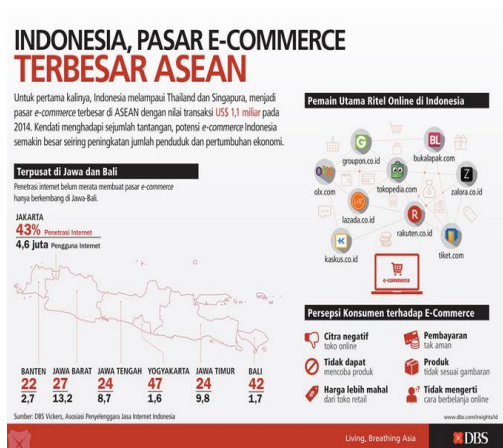 INDONESIA, PASAR E-COMMERCE
TERBESAR ASEAN
Untuk pertama kalinya, Indonesia melampaui Thailand dan Singapura, menjadi
pasar e-commerce terbesar di ASEAN dengan nilai transaksi US$ 1,1 miliar pada
2014. Kendati menghadapi sejumlah tantangan, potensi e-commerce Indonesia
semakin besar seiring peningkatan jumlah penduduk dan pertumbuhan ekonomi.
Terpusat di Jawa dan Bali
Penetrasi internet belum merata membuat pasar e-commerce
hanya berkembang di Jawa-Bali.
JAKARTA
43% Penetrasi Internet
4,6 juta Pengguna Internet
BANTEN JAWA BARAT JAWA TENGAH YOGYAKARTA JAWA TIMUR BALI
22 27 24 47 24 42
2,7 13,2 8,7 1,6 9,8 1,7
Sumber: DBS Vickers, Asosiasi Penyelenggara Jasa Internet Indonesia
Pemain Utama Ritel Online di Indonesia
G
groupon.co.id
BL
bukalapak.com
olx
olx.com
tokopedia.com
Z
zalora.co.id
lazada.co.id
R
rakuten.co.id
K
kaskus.co.id
tiket.com
e-commerce
Persepsi Konsumen terhadap E-Commerce
Citra negatif
toko online
Pembayaran
tak aman
Tidak dapat
mencoba produk
Produk
tidak sesuai gambaran
Harga lebih mahal
dari toko retail
Tidak mengerti
cara berbelanja online
www.dbs.com/insights/id
Living, Breathing Asia
DBS